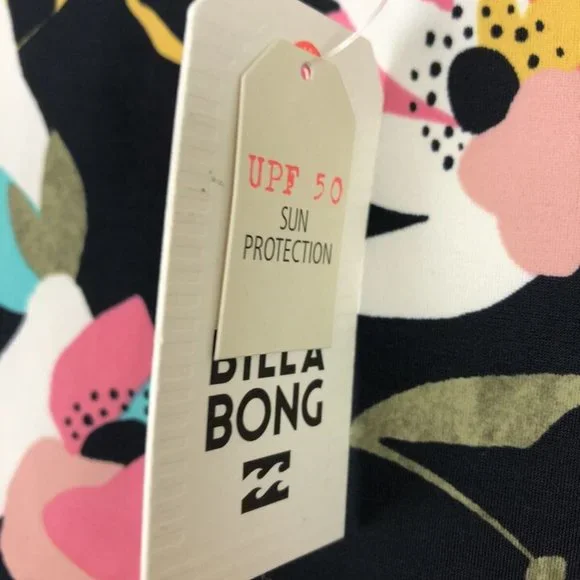 UPF 50
SUN
PROTECTION
BILLA
BONG